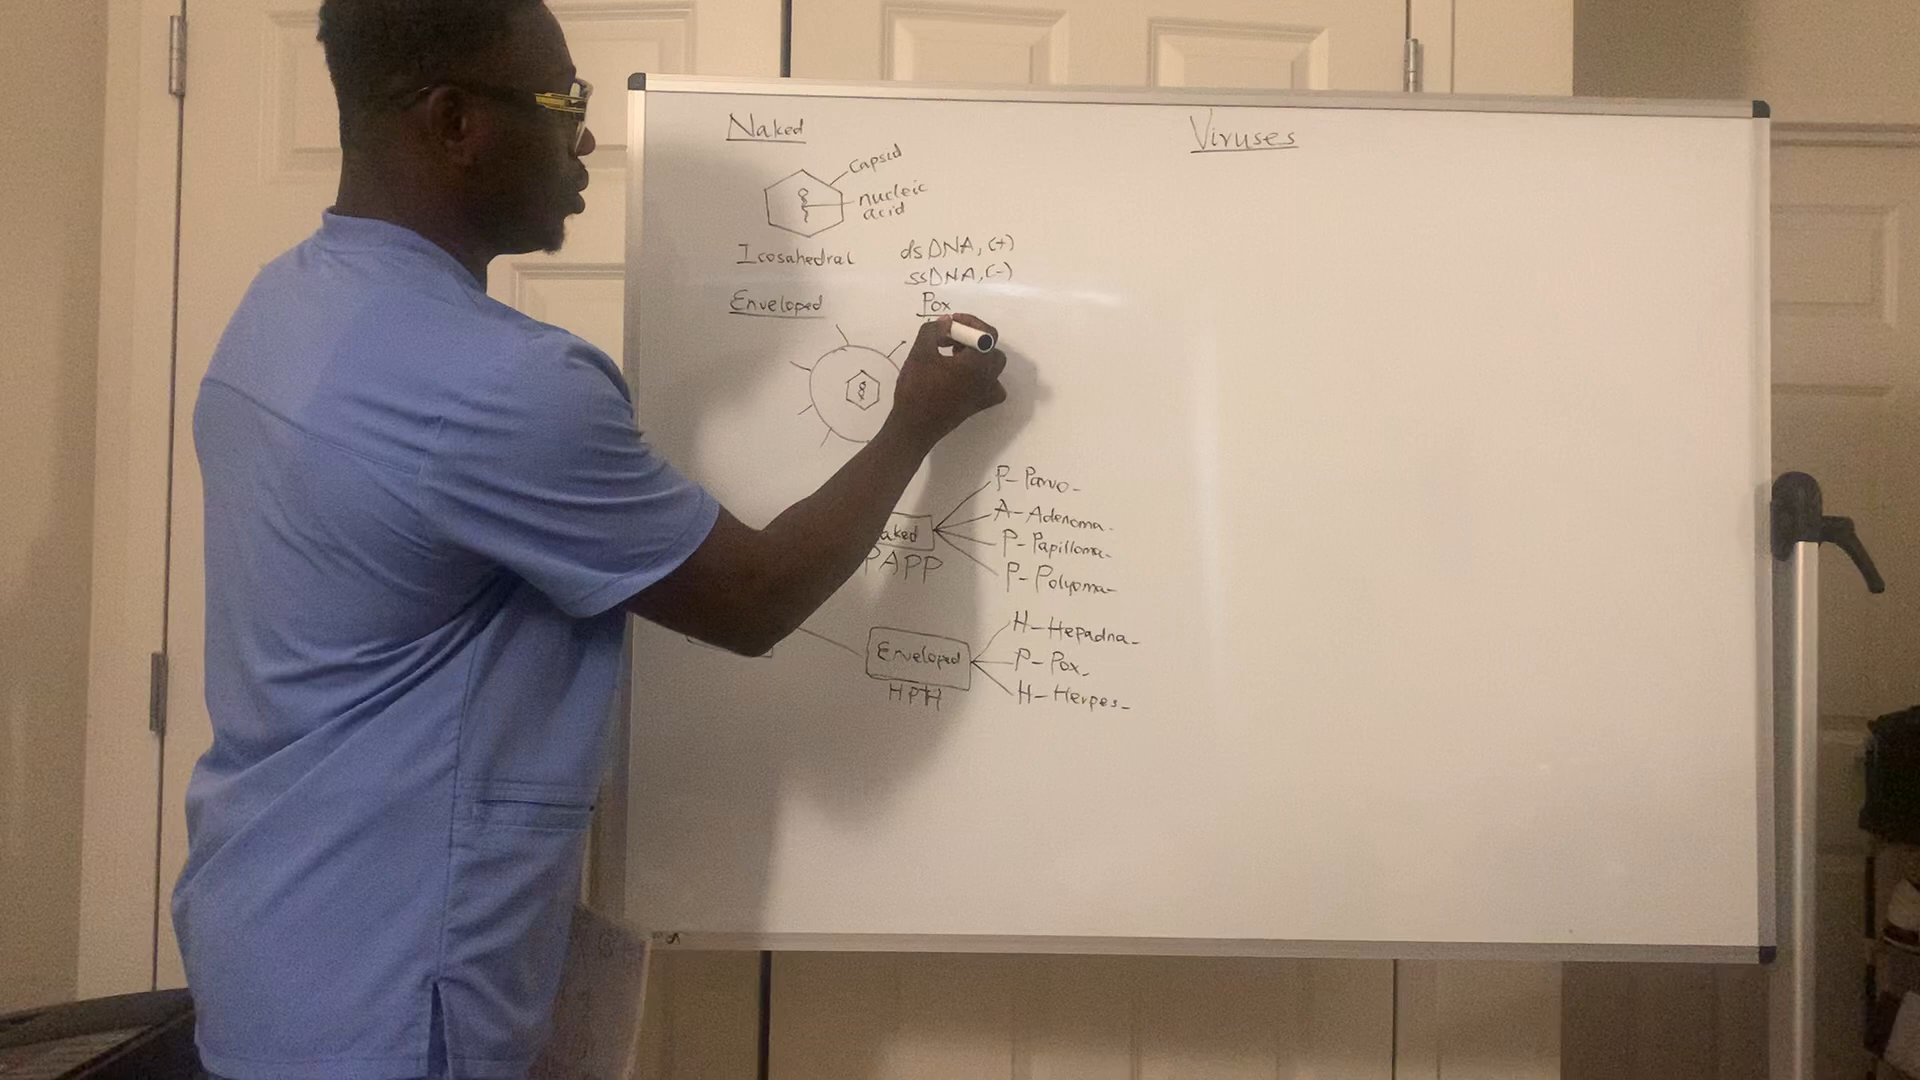 Naked
Viruses
Capsid
nucleic
acid
Icosahedral
dsDNA, (+)
ssDNA, (-)
Enveloped
Pox
aked
PAPP
P- Parvo-
A- Adenoma-
P- Papilloma-
P- Polyoma-
Enveloped
HPH
H- Hepadna-
P- Pox-
H- Herpes-